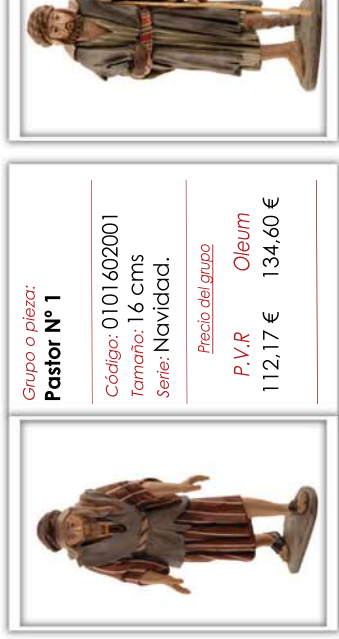 Grupo o pieza:
Pastor Nº 1
Código: 0101602001
Tamaño: 16 cms
Serie: Navidad.
Precio del grupo
P.V.R Oleum
112,17 € 134,60 €